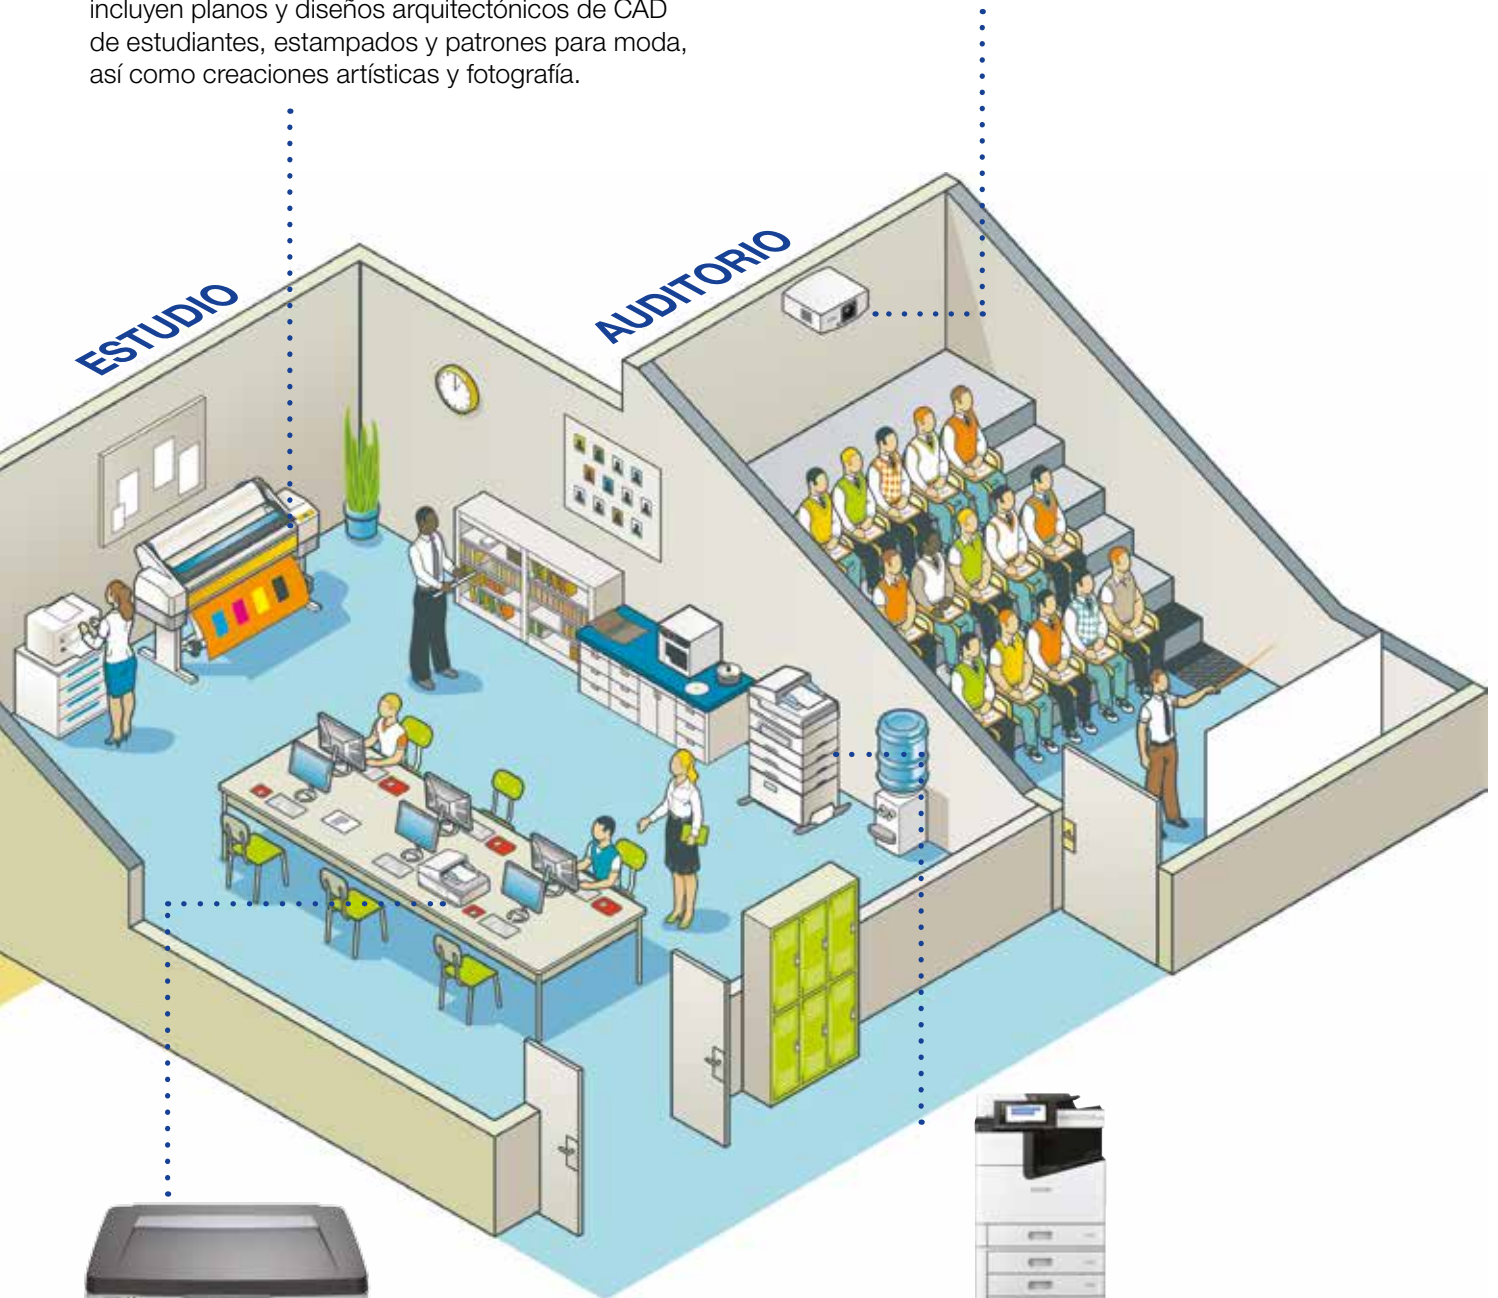 incluyen planos y diseños arquitectónicos de CAD
de estudiantes, estampados y patrones para moda,
así como creaciones artísticas y fotografía.
ESTUDIO
AUDITORIO